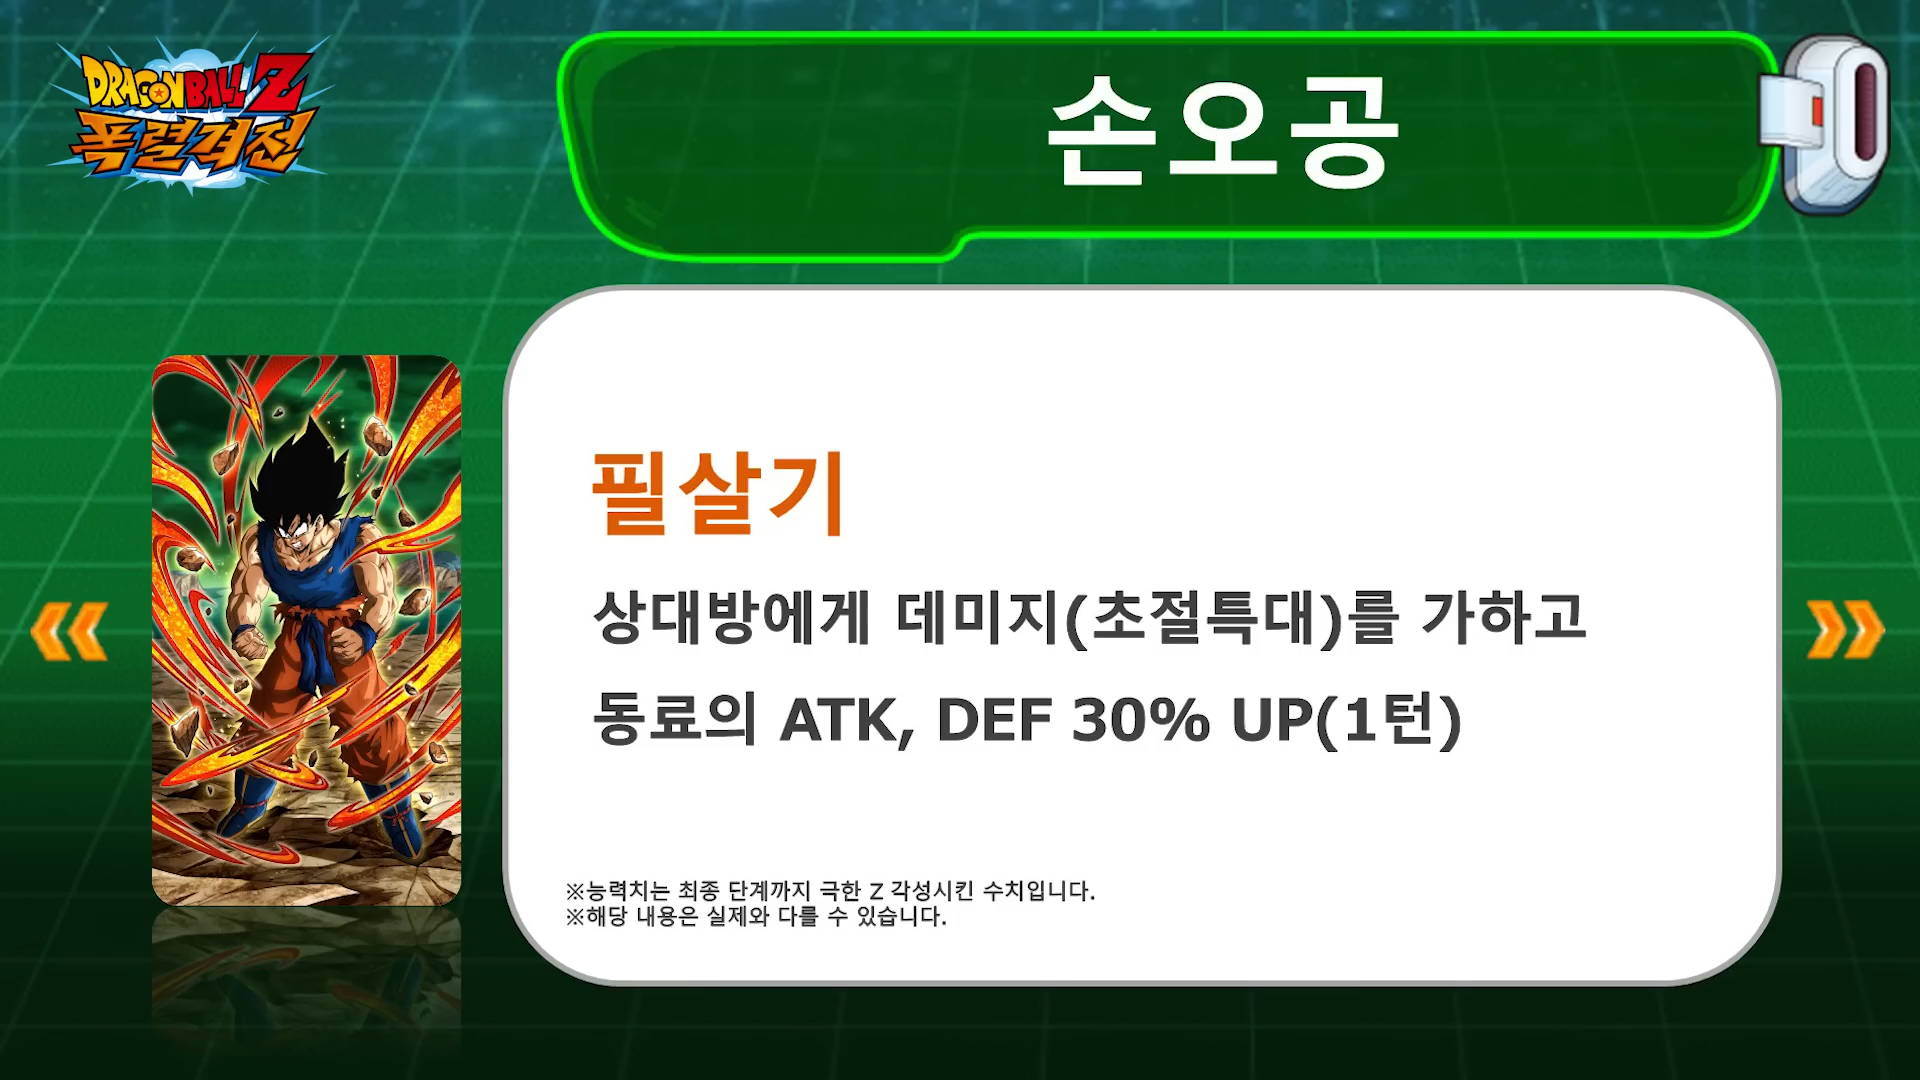 DRAGON BALL Z
폭렬격전
손오공
필살기
상대방에게 데미지(초절특대)를 가하고
동료의 ATK, DEF 30% UP(1턴)
※능력치는 최종 단계까지 극한 Z 각성시킨 수치입니다.
※해당 내용은 실제와 다를 수 있습니다.